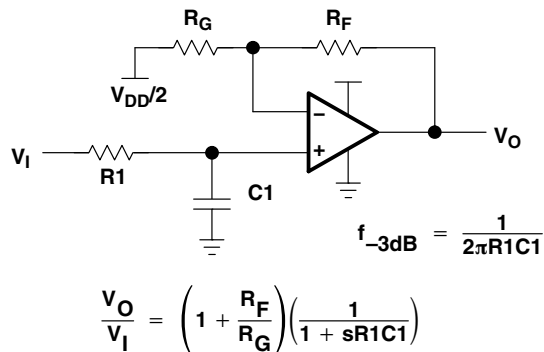 R_G
R_F
V_DD/2
−
+
V_I
V_O
R1
C1
f_−3dB = 1/(2πR1C1)
V_O/V_I = (1 + R_F/R_G)(1/(1 + sR1C1))